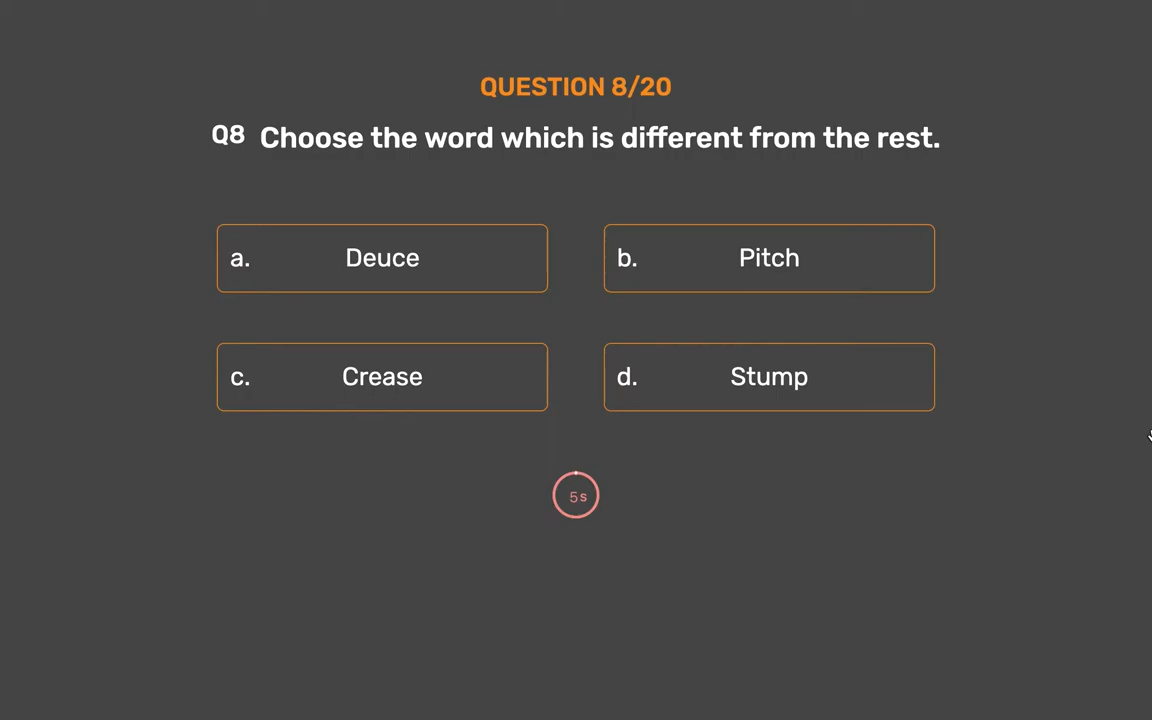 QUESTION 8/20
Q8 Choose the word which is different from the rest.
a. Deuce
b. Pitch
c. Crease
d. Stump
5s